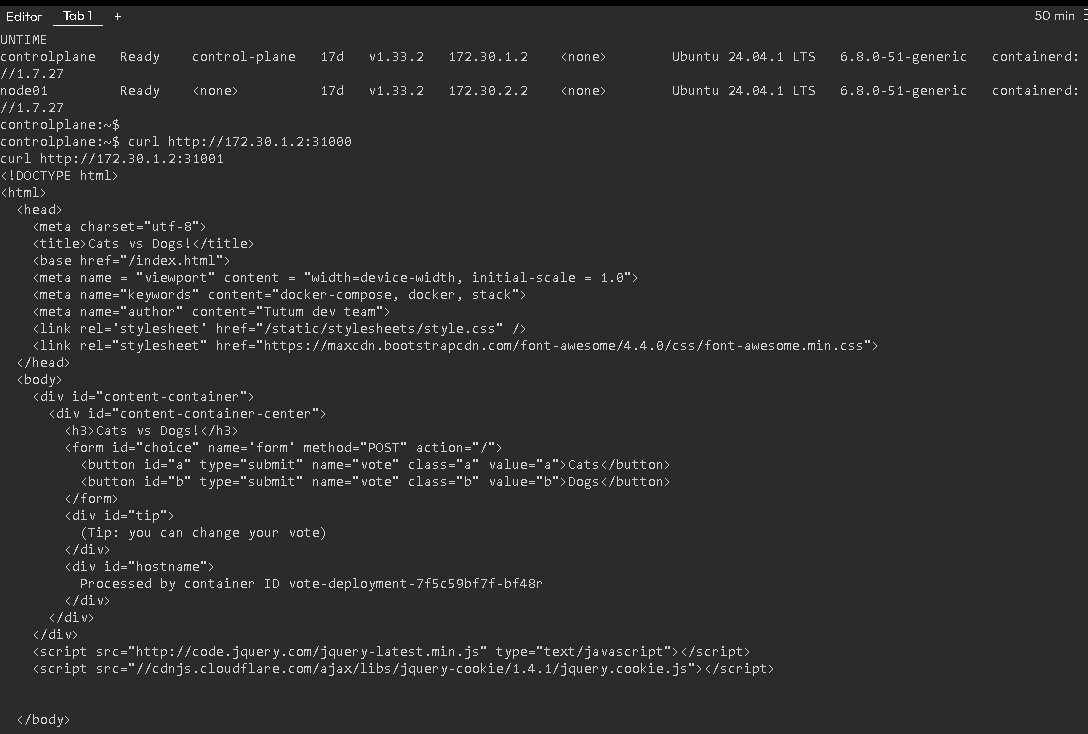 Editor Tab 1 + 50 min
UNTIME
controlplane Ready control-plane 17d v1.33.2 172.30.1.2 <none> Ubuntu 24.04.1 LTS 6.8.0-51-generic containerd:
//1.7.27
node01 Ready <none> 17d v1.33.2 172.30.2.2 <none> Ubuntu 24.04.1 LTS 6.8.0-51-generic containerd:
//1.7.27
controlplane:~$
controlplane:~$ curl http://172.30.1.2:31000
curl http://172.30.1.2:31001
<!DOCTYPE html>
<html>
<head>
<meta charset="utf-8">
<title>Cats vs Dogs!</title>
<base href="/index.html">
<meta name = "viewport" content = "width=device-width, initial-scale = 1.0">
<meta name="keywords" content="docker-compose, docker, stack">
<meta name="author" content="Tutum dev team">
<link rel='stylesheet' href="/static/stylesheets/style.css" />
<link rel="stylesheet" href="https://maxcdn.bootstrapcdn.com/font-awesome/4.4.0/css/font-awesome.min.css">
</head>
<body>
<div id="content-container">
<div id="content-container-center">
<h3>Cats vs Dogs!</h3>
<form id="choice" name='form' method="POST" action="/">
<button id="a" type="submit" name="vote" class="a" value="a">Cats</button>
<button id="b" type="submit" name="vote" class="b" value="b">Dogs</button>
</form>
<div id="tip">
(Tip: you can change your vote)
</div>
<div id="hostname">
Processed by container ID vote-deployment-7f5c59bf7f-bf48r
</div>
</div>
</div>
<script src="http://code.jquery.com/jquery-latest.min.js" type="text/javascript"></script>
<script src="//cdnjs.cloudflare.com/ajax/libs/jquery-cookie/1.4.1/jquery.cookie.js"></script>
</body>